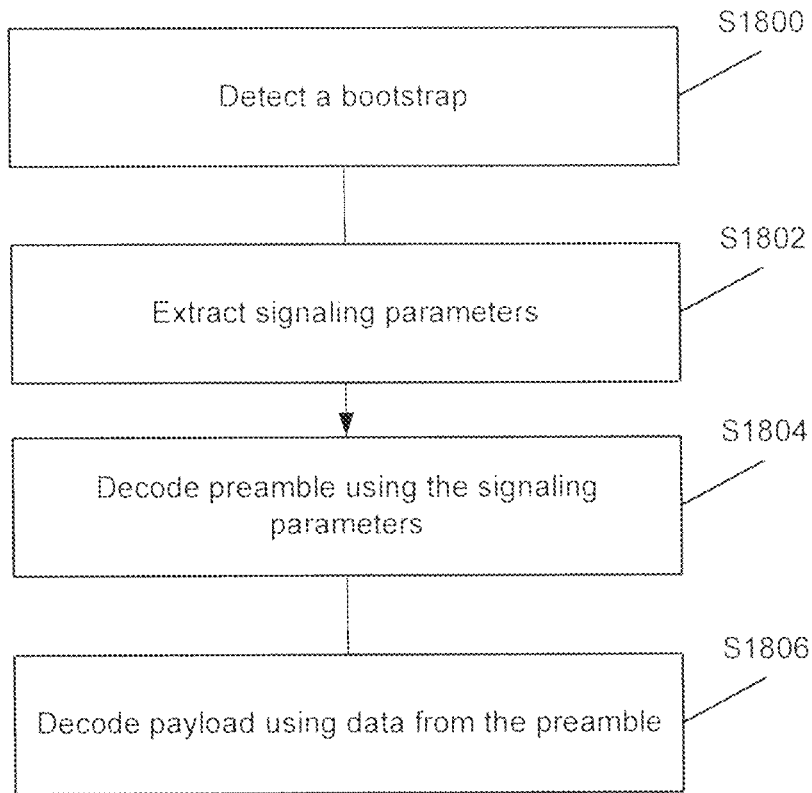 S1800
Detect a bootstrap
S1802
Extract signaling parameters
S1804
Decode preamble using the signaling
parameters
S1806
Decode payload using data from the preamble